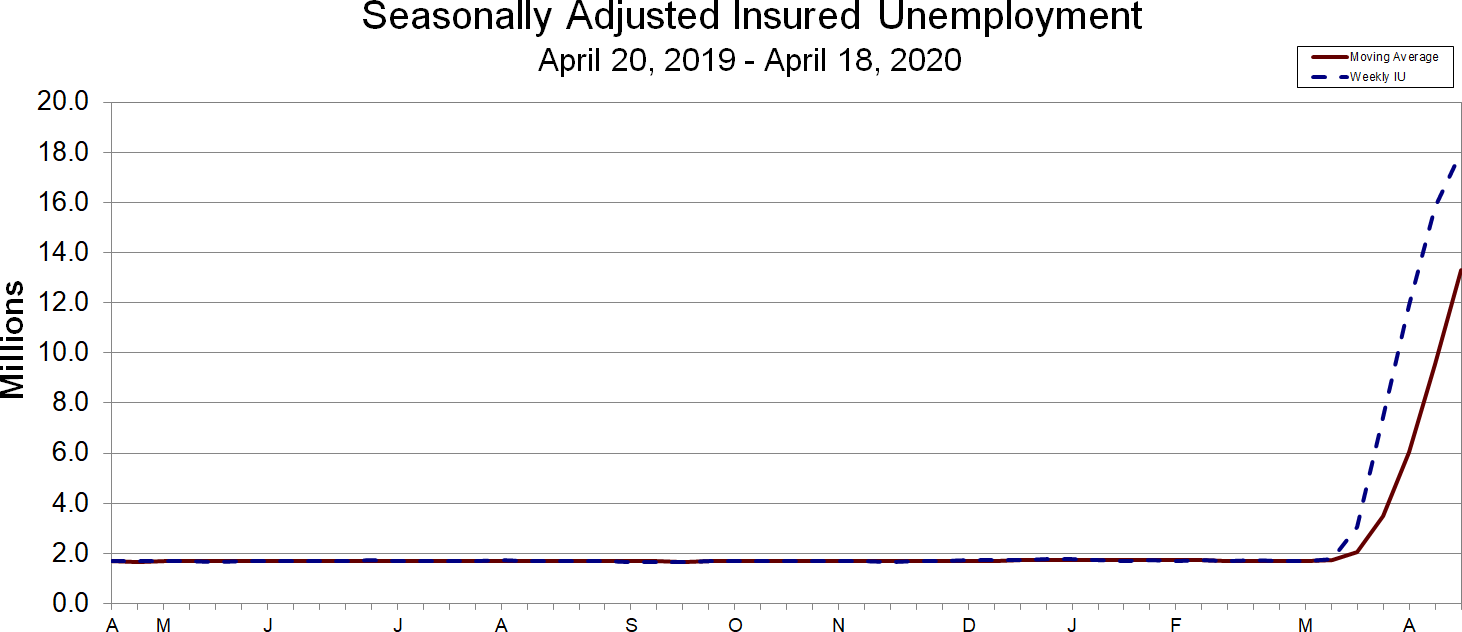 Seasonally Adjusted Insured Unemployment
April 20, 2019 - April 18, 2020
Moving Average
Weekly IU
Millions
20.0
18.0
16.0
14.0
12.0
10.0
8.0
6.0
4.0
2.0
0.0
A M J J A S O N D J F M A